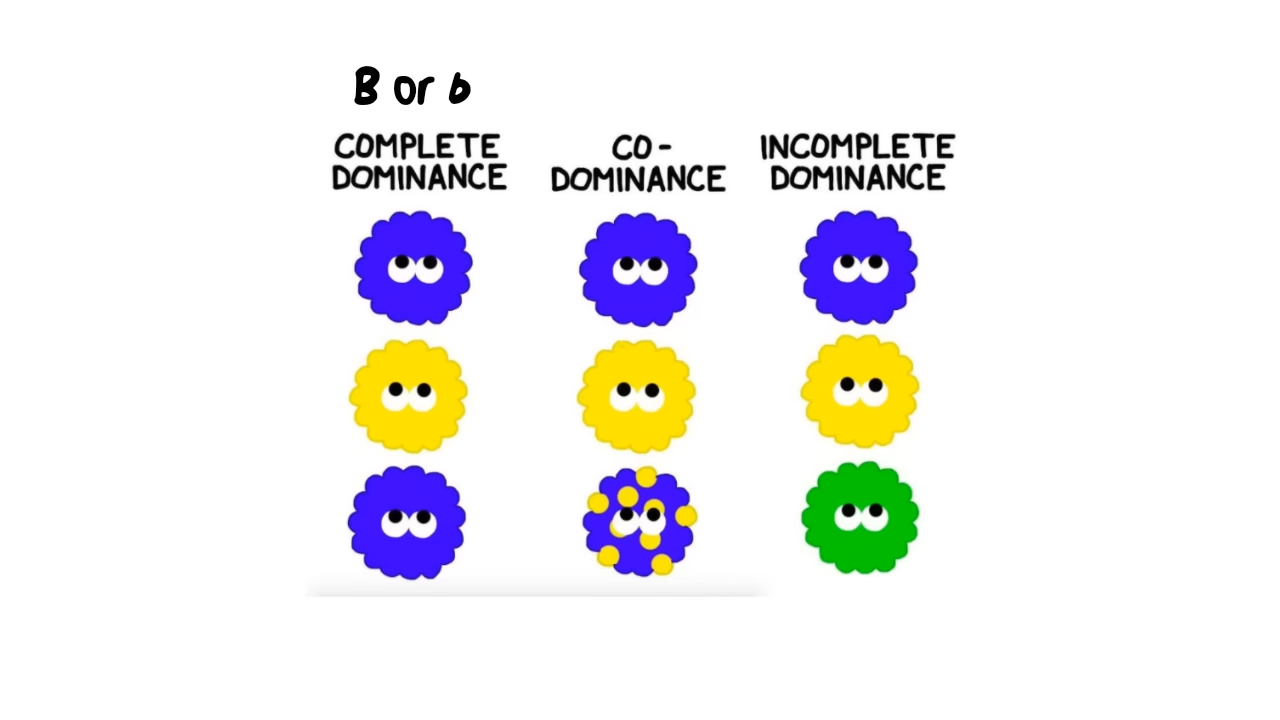 B or b
COMPLETE
DOMINANCE
CO-
DOMINANCE
INCOMPLETE
DOMINANCE